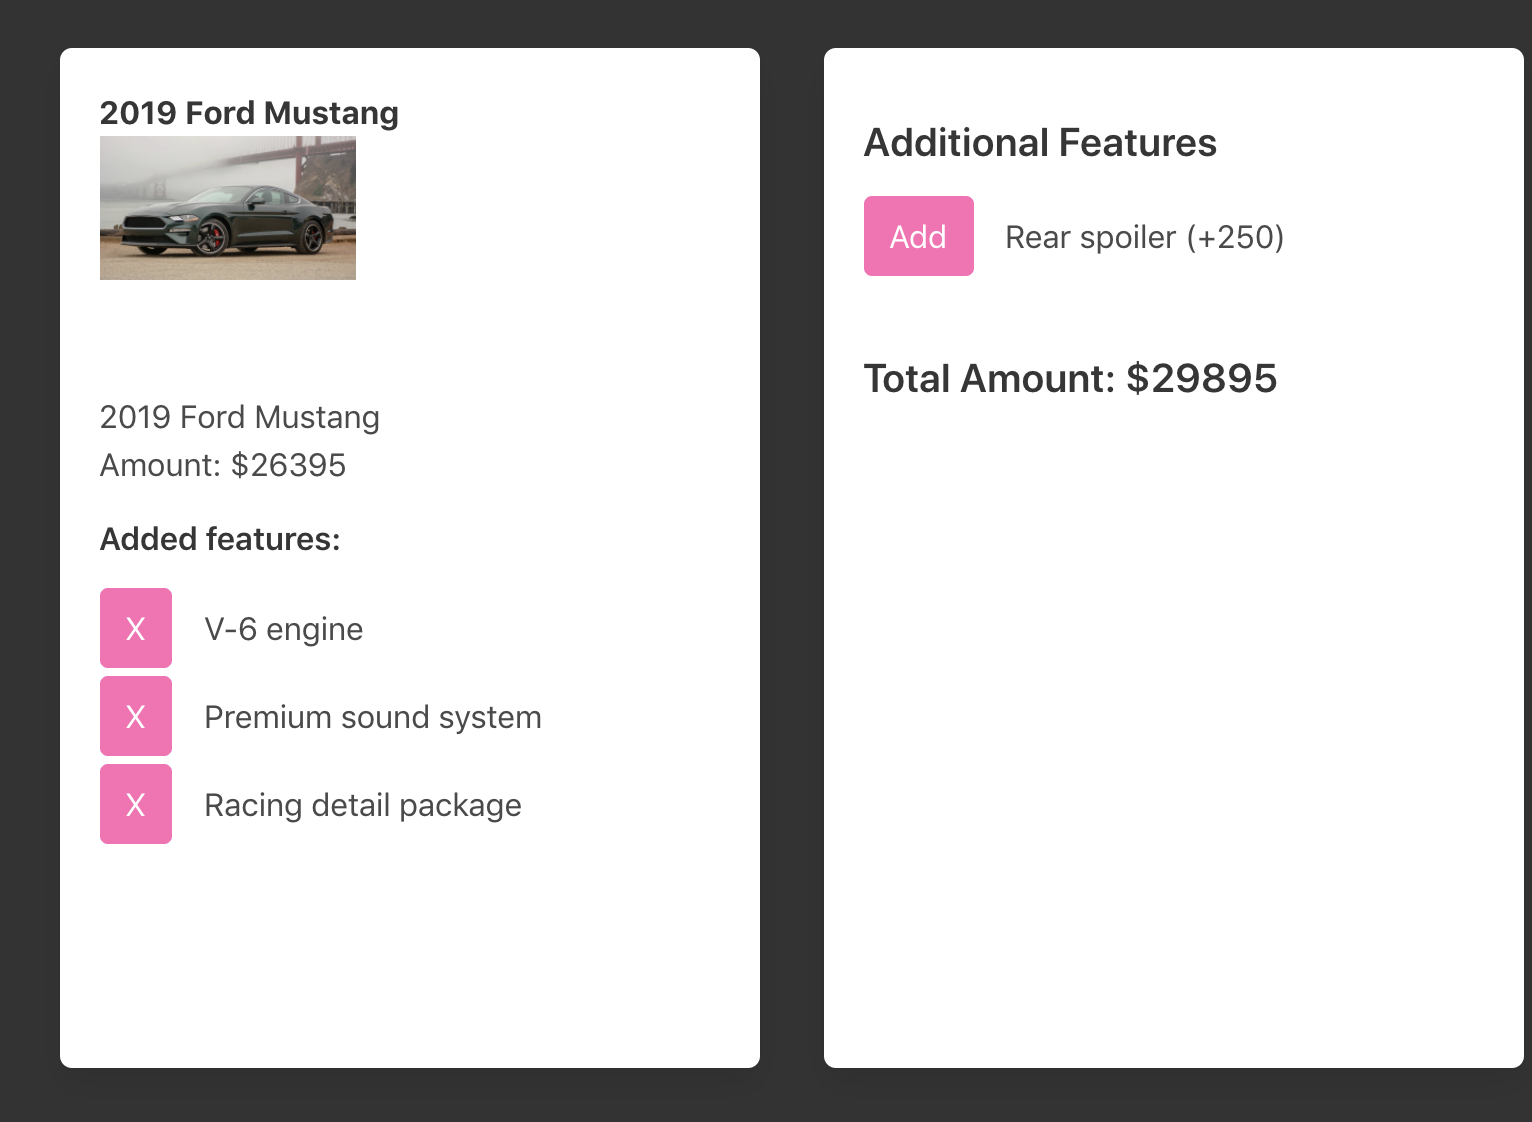 2019 Ford Mustang
2019 Ford Mustang
Amount: $26395
Added features:
X V-6 engine
X Premium sound system
X Racing detail package
Additional Features
Add Rear spoiler (+250)
Total Amount: $29895